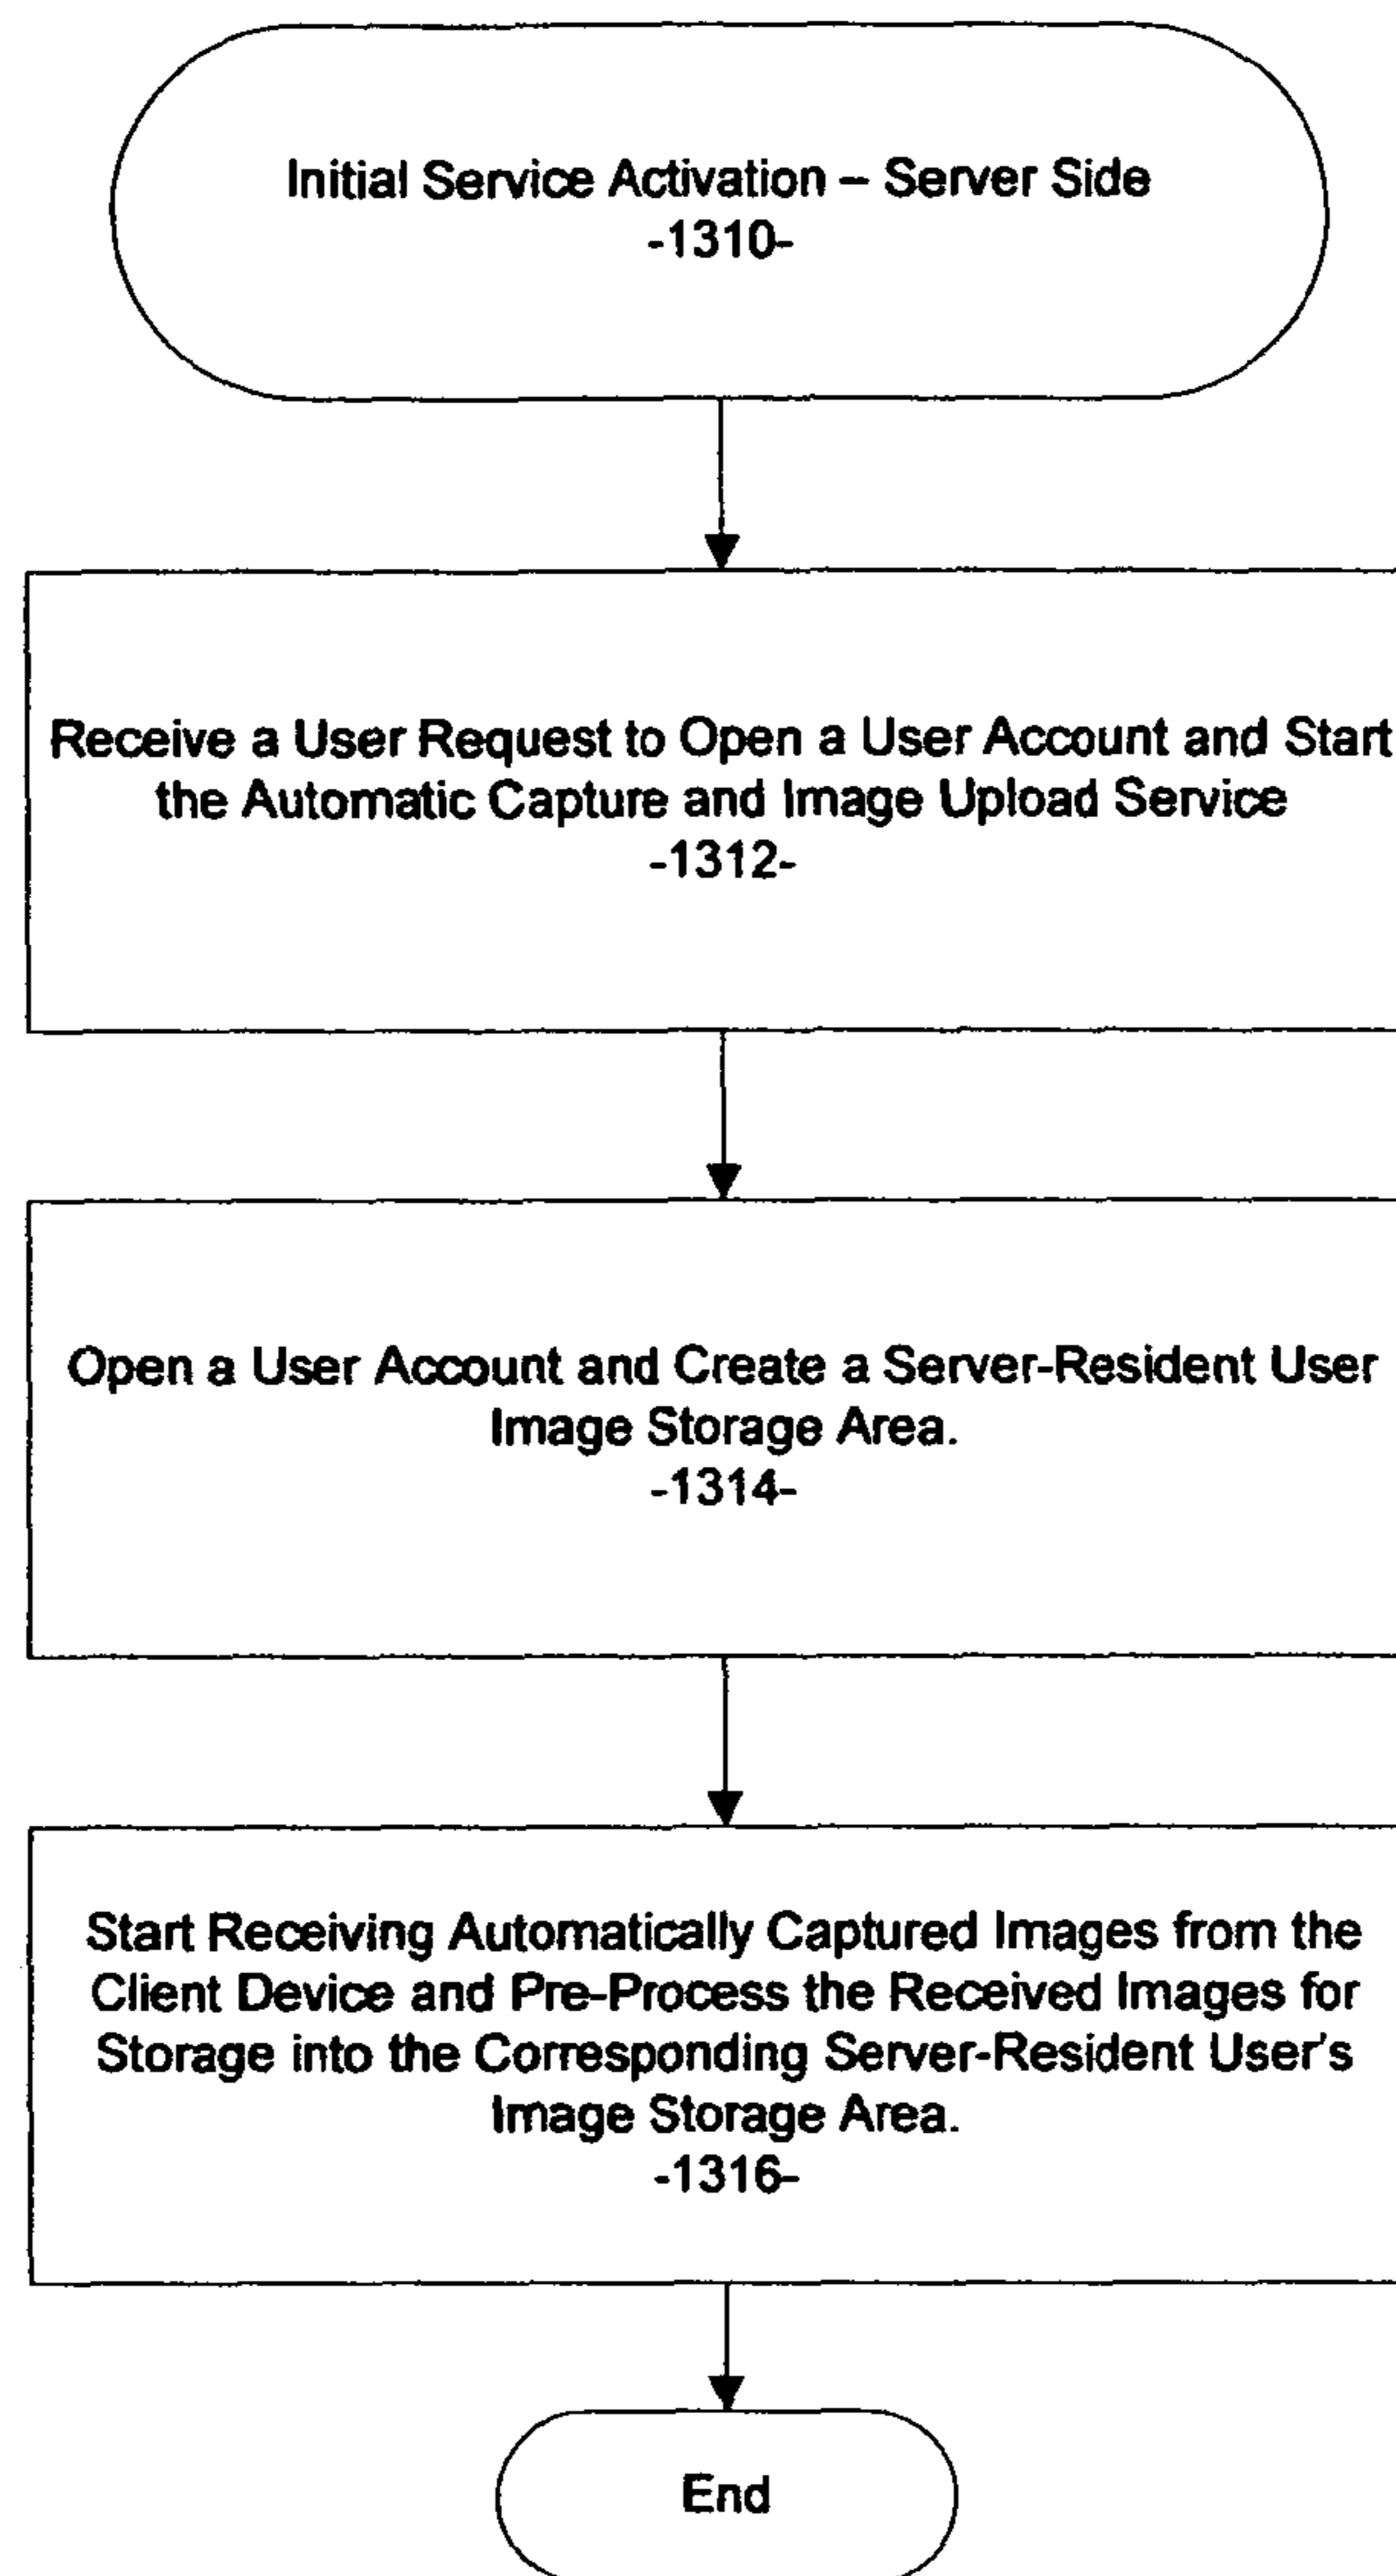 Initial Service Activation – Server Side
-1310-
Receive a User Request to Open a User Account and Start
the Automatic Capture and Image Upload Service
-1312-
Open a User Account and Create a Server-Resident User
Image Storage Area.
-1314-
Start Receiving Automatically Captured Images from the
Client Device and Pre-Process the Received Images for
Storage into the Corresponding Server-Resident User's
Image Storage Area.
-1316-
End